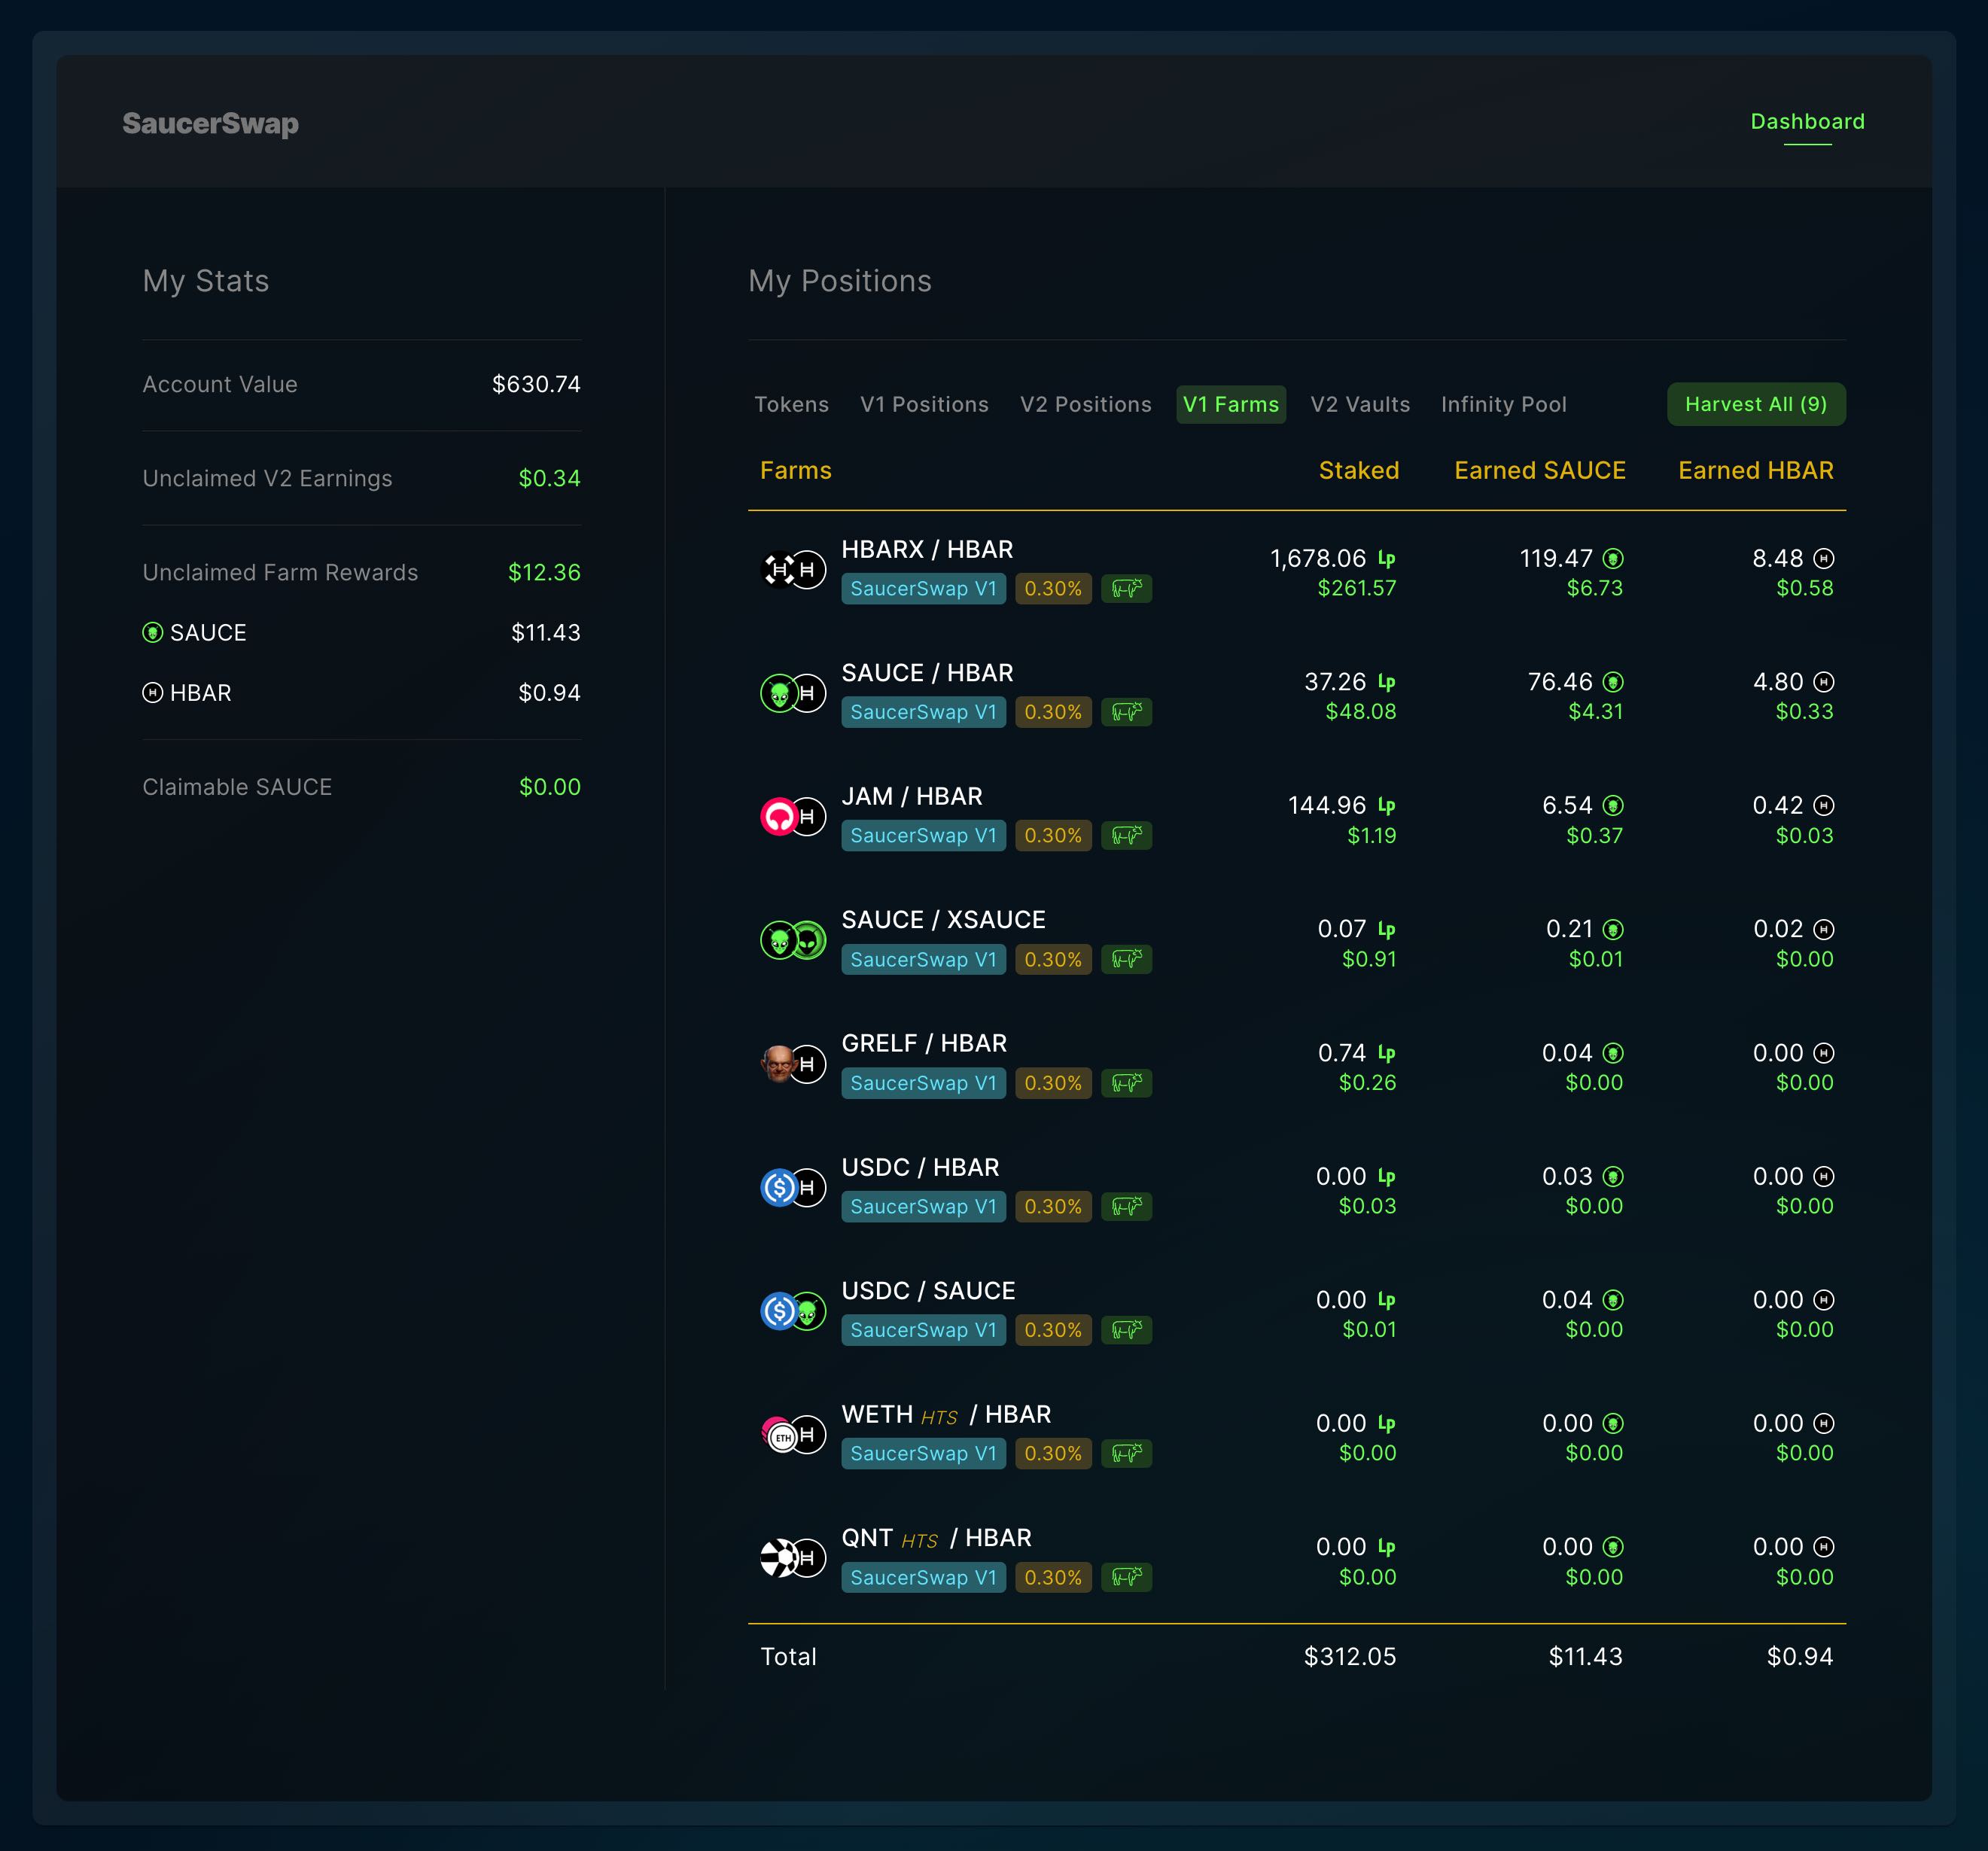 SaucerSwap
Dashboard
My Stats
Account Value $630.74
Unclaimed V2 Earnings $0.34
Unclaimed Farm Rewards $12.36
SAUCE $11.43
HBAR $0.94
Claimable SAUCE $0.00
My Positions
Tokens V1 Positions V2 Positions V1 Farms V2 Vaults Infinity Pool Harvest All (9)
Farms Staked Earned SAUCE Earned HBAR
HBARX / HBAR
1,678.06 Lp 119.47 8.48
SaucerSwap V1 0.30% $261.57 $6.73 $0.58
SAUCE / HBAR
37.26 Lp 76.46 4.80
SaucerSwap V1 0.30% $48.08 $4.31 $0.33
JAM / HBAR
144.96 Lp 6.54 0.42
SaucerSwap V1 0.30% $1.19 $0.37 $0.03
SAUCE / XSAUCE
0.07 Lp 0.21 0.02
SaucerSwap V1 0.30% $0.91 $0.01 $0.00
GRELF / HBAR
0.74 Lp 0.04 0.00
SaucerSwap V1 0.30% $0.26 $0.00 $0.00
USDC / HBAR
0.00 Lp 0.03 0.00
SaucerSwap V1 0.30% $0.03 $0.00 $0.00
USDC / SAUCE
0.00 Lp 0.04 0.00
SaucerSwap V1 0.30% $0.01 $0.00 $0.00
WETH HTS / HBAR
ETH
0.00 Lp 0.00 0.00
SaucerSwap V1 0.30% $0.00 $0.00 $0.00
QNT HTS / HBAR
0.00 Lp 0.00 0.00
SaucerSwap V1 0.30% $0.00 $0.00 $0.00
Total $312.05 $11.43 $0.94